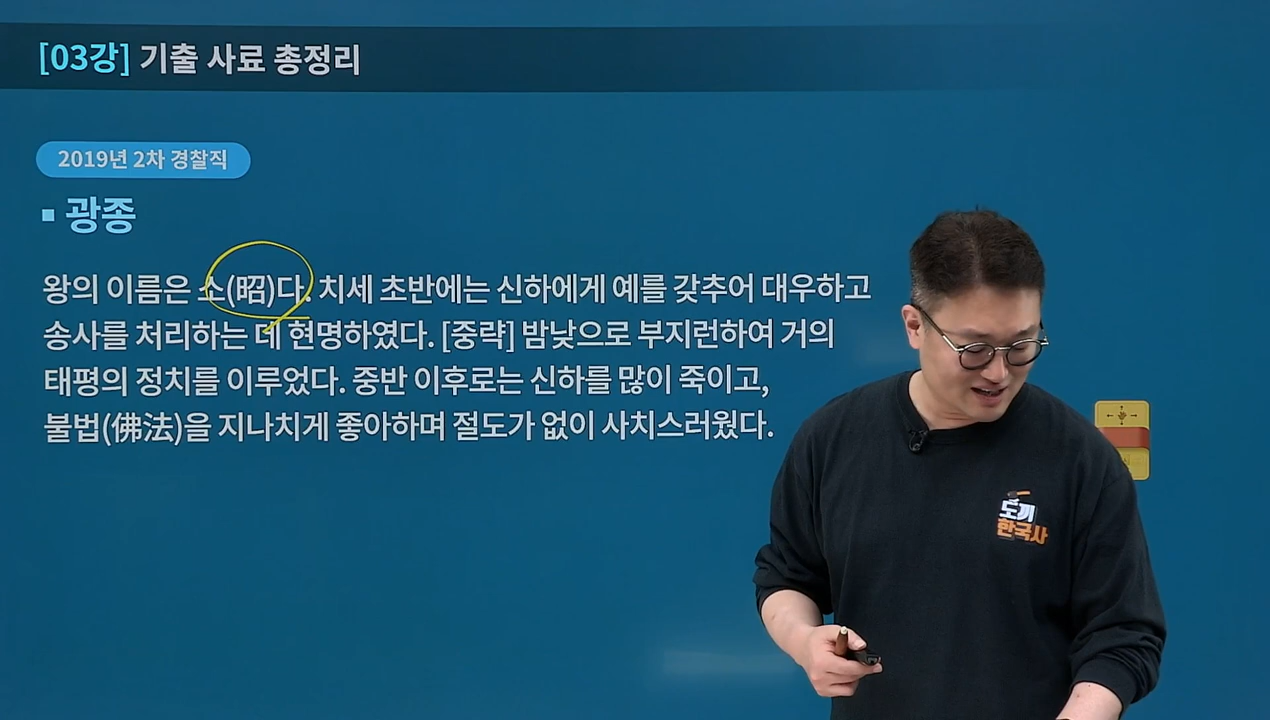 [03강] 기출 사료 총정리
2019년 2차 경찰직
▪ 광종
왕의 이름은 소(昭)다. 치세 초반에는 신하에게 예를 갖추어 대우하고
송사를 처리하는 데 현명하였다. [중략] 밤낮으로 부지런하여 거의
태평의 정치를 이루었다. 중반 이후로는 신하를 많이 죽이고,
불법(佛法)을 지나치게 좋아하며 절도가 없이 사치스러웠다.
도끼
한국사